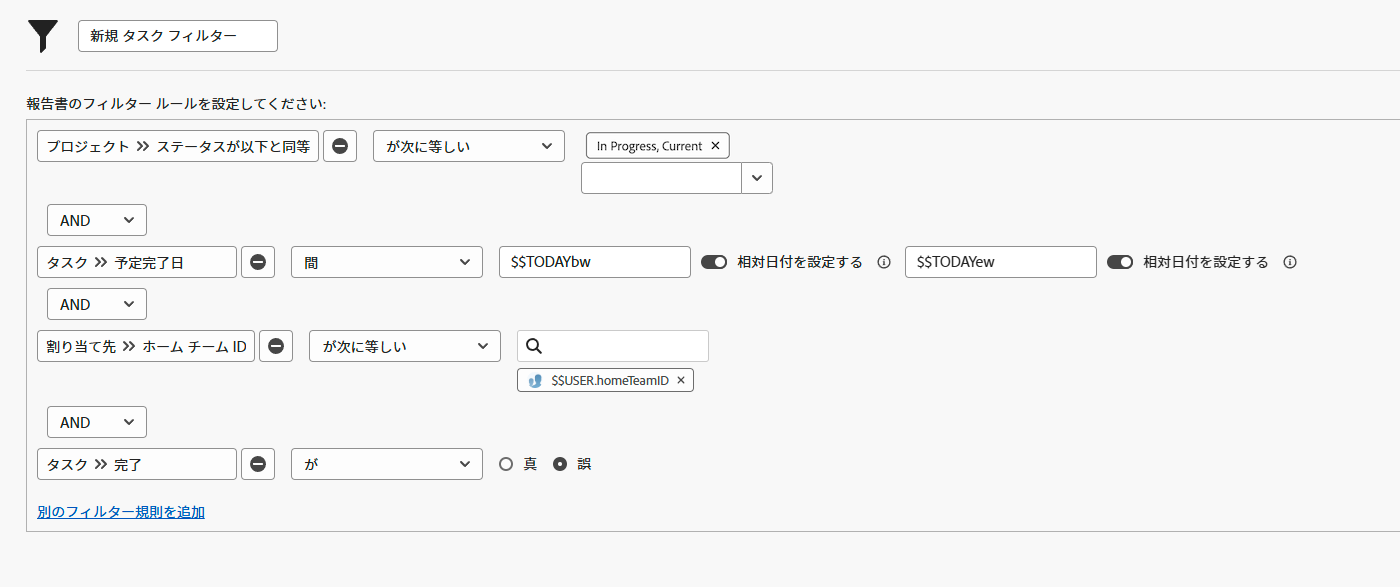 新規 タスク フィルター
報告書のフィルター ルールを設定してください:
プロジェクト >> ステータスが以下と同等 が次に等しい In Progress, Current ✕
AND
タスク >> 予定完了日 間 $$TODAYbw 相対日付を設定する $$TODAYew 相対日付を設定する
AND
割り当て先 >> ホーム チーム ID が次に等しい
$$USER.homeTeamID ✕
AND
タスク >> 完了 が 真 誤
別のフィルター規則を追加